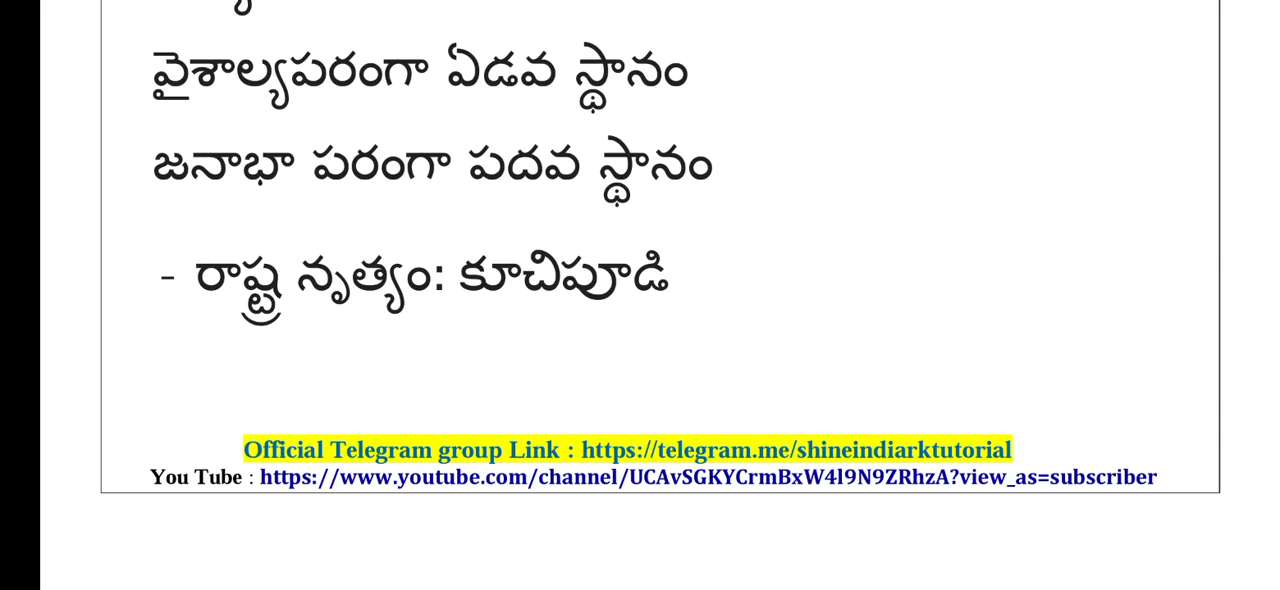 వైశాల్యపరంగా ఏడవ స్థానం
జనాభా పరంగా పదవ స్థానం
- రాష్ట్ర నృత్యం: కూచిపూడి
Official Telegram group Link : https://telegram.me/shineindiarktutorial
You Tube : https://www.youtube.com/channel/UCAvSGKYCrmBxW4l9N9ZRhzA?view_as=subscriber